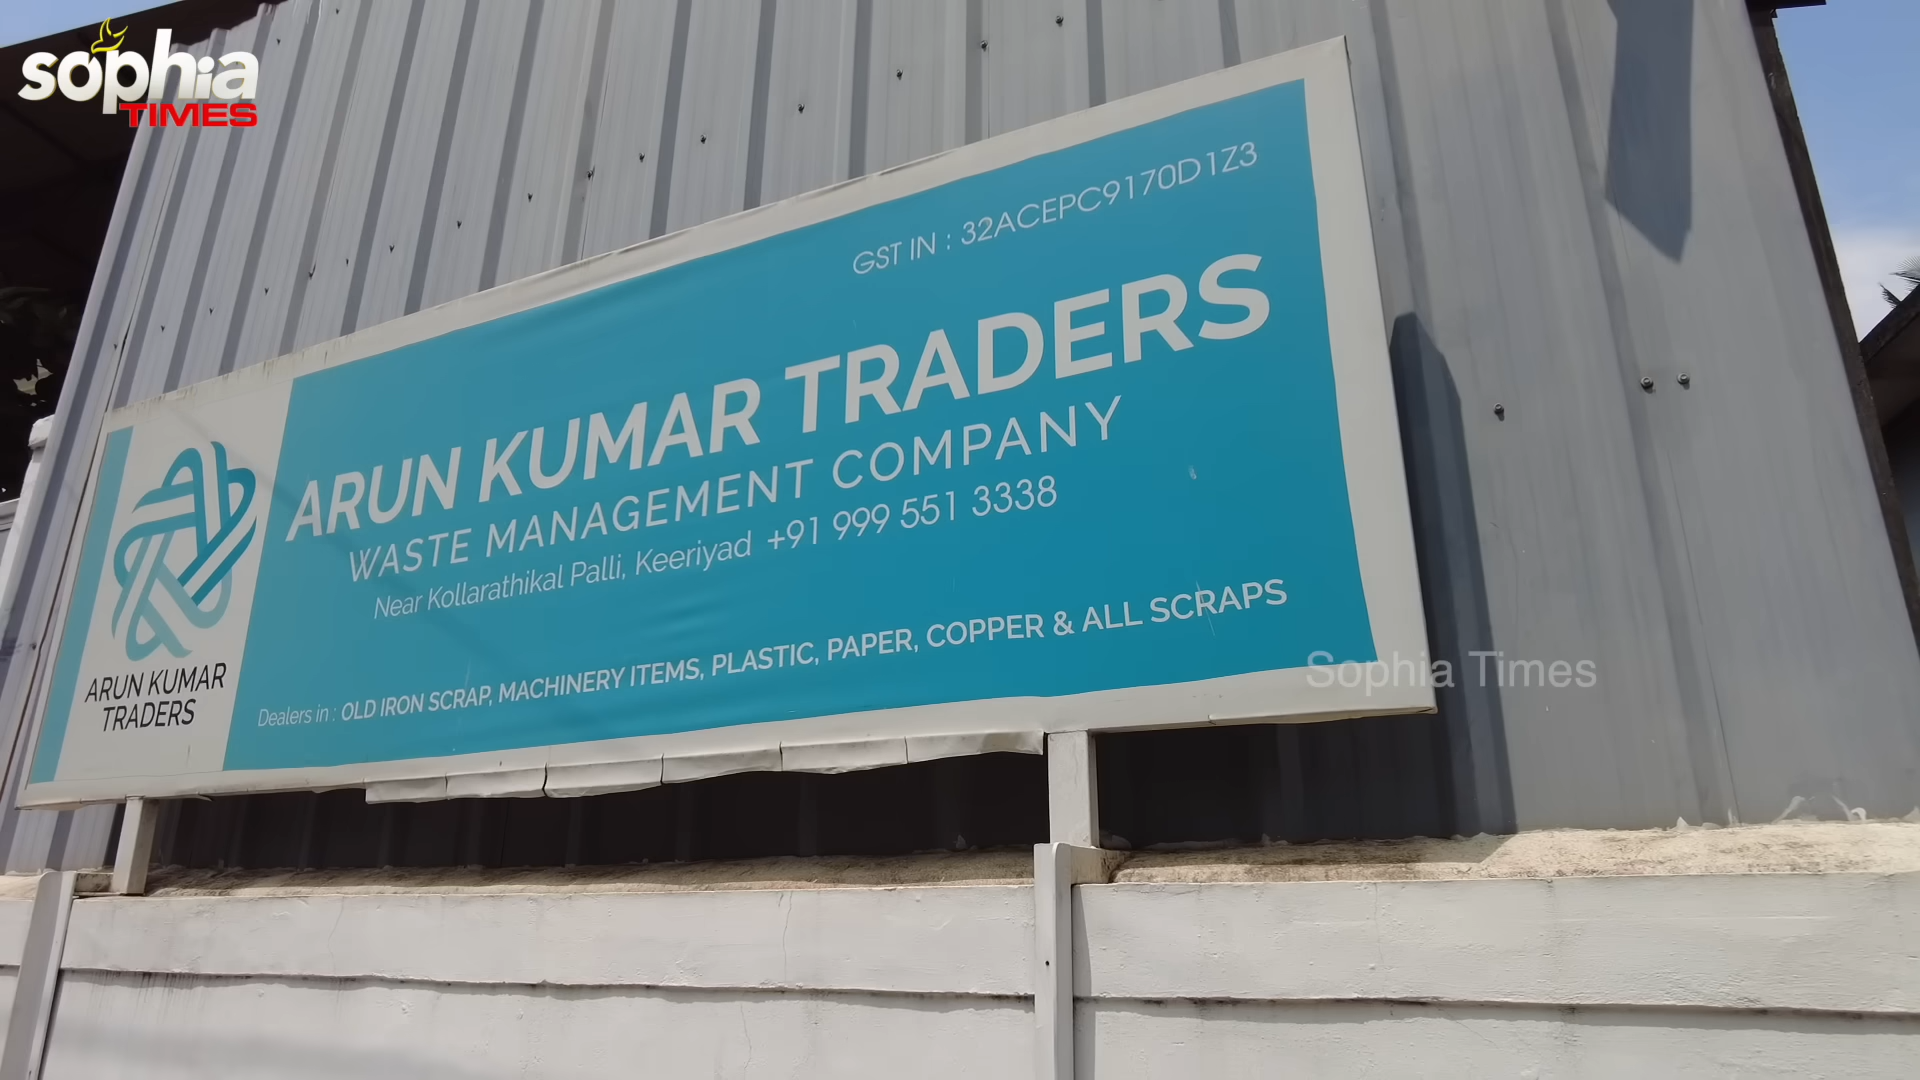 sophia
TIMES
GST IN : 32ACEPC9170D1Z3
ARUN KUMAR TRADERS
WASTE MANAGEMENT COMPANY
Near Kollarathikal Palli, Keeriyad +91 999 551 3338
Dealers in : OLD IRON SCRAP, MACHINERY ITEMS, PLASTIC, PAPER, COPPER & ALL SCRAPS
ARUN KUMAR
TRADERS
Sophia Times